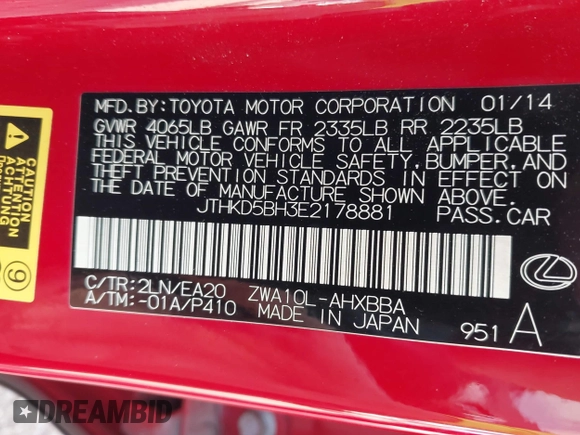 MFD.BY:TOYOTA MOTOR CORPORATION 01/14
GVWR 4065LB GAWR FR 2335LB RR 2235LB
THIS VEHICLE CONFORMS TO ALL APPLICABLE
FEDERAL MOTOR VEHICLE SAFETY, BUMPER, AND
THEFT PREVENTION STANDARDS IN EFFECT ON
THE DATE OF MANUFACTURE SHOWN ABOVE.
JTHKD5BH3E2178881 PASS.CAR
C/TR:2LN/EA20 ZWA10L-AHXBBA
A/TM:-01A/P410 MADE IN JAPAN 951 A
CAUTION
ACHTUNG
9
DREAMBID